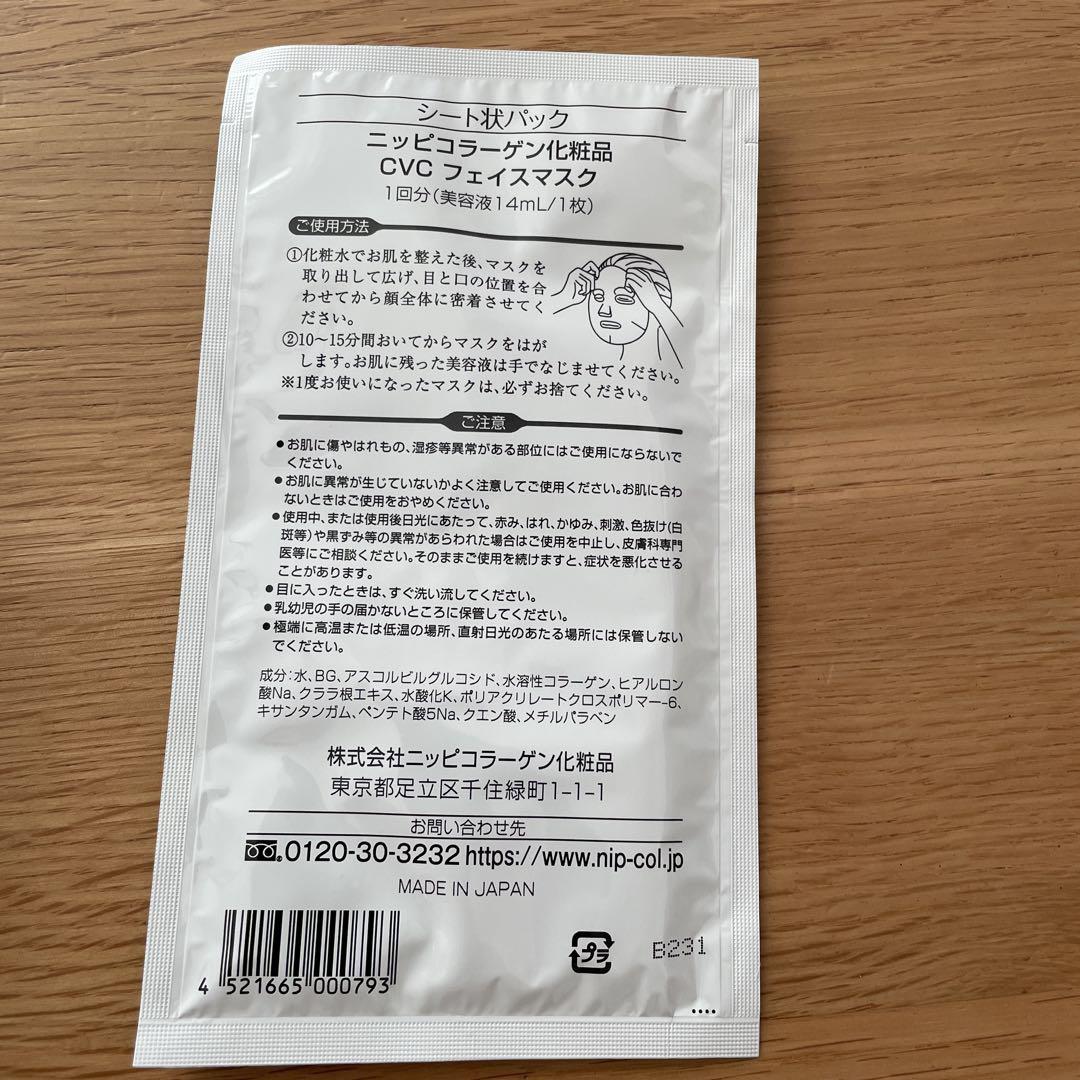 シート状パック
ニッピコラーゲン化粧品
CVC フェイスマスク
1回分(美容液14mL/1枚)
ご使用方法
①化粧水でお肌を整えた後、マスクを
取り出して広げ、目と口の位置を合
わせてから顔全体に密着させてく
ださい。
②10〜15分間おいてからマスクをはが
します。お肌に残った美容液は手でなじませてください。
※1度お使いになったマスクは、必ずお捨てください。
ご注意
●お肌に傷やはれもの、湿疹等異常がある部位にはご使用にならないで
ください。
●お肌に異常が生じていないかよく注意してご使用ください。お肌に合わ
ないときはご使用をおやめください。
●使用中、または使用後日光にあたって、赤み、はれ、かゆみ、刺激、色抜け(白
斑等)や黒ずみ等の異常があらわれた場合はご使用を中止し、皮膚科専門
医等にご相談ください。そのままご使用を続けますと、症状を悪化させる
ことがあります。
●目に入ったときは、すぐ洗い流してください。
●乳幼児の手の届かないところに保管してください。
●極端に高温または低温の場所、直射日光のあたる場所には保管しない
でください。
成分:水、BG、アスコルビルグルコシド、水溶性コラーゲン、ヒアルロン
酸Na、クララ根エキス、水酸化K、ポリアクリレートクロスポリマー-6、
キサンタンガム、ペンテト酸5Na、クエン酸、メチルパラベン
株式会社ニッピコラーゲン化粧品
東京都足立区千住緑町1-1-1
お問い合わせ先
0120-30-3232 https://www.nip-col.jp
MADE IN JAPAN
プラ
B231
4 521665 000793